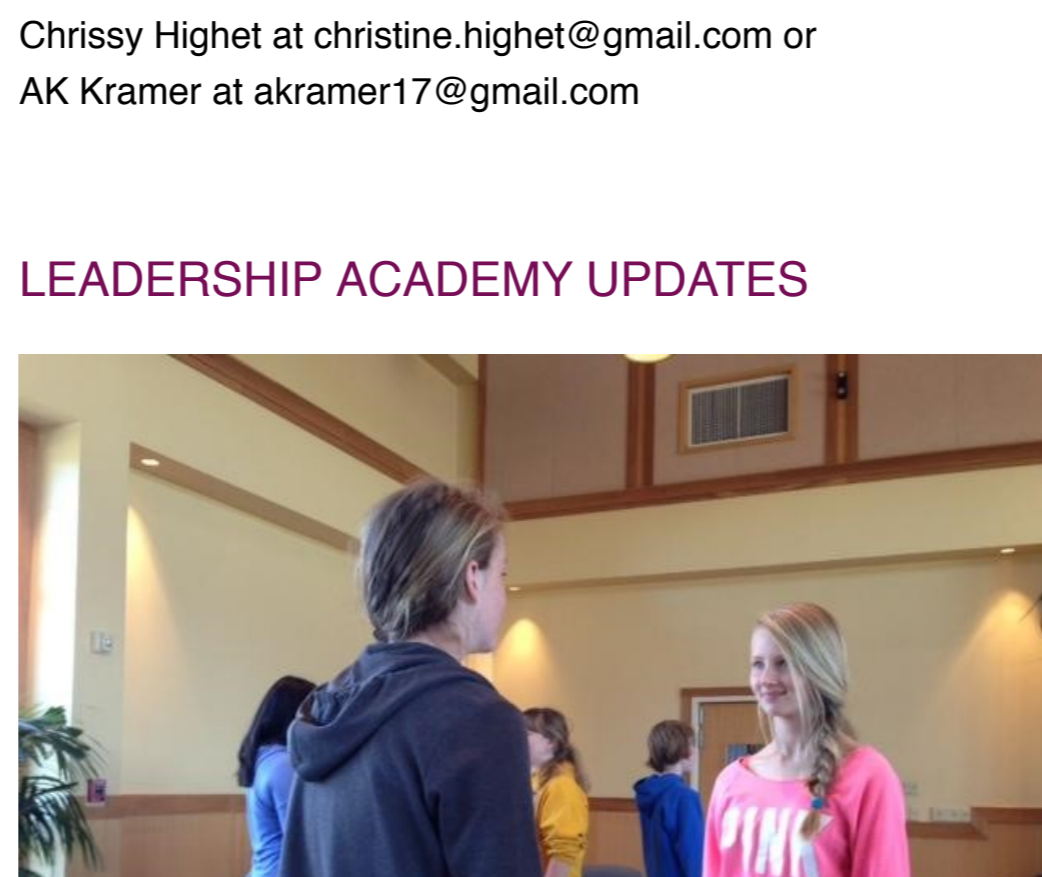 Chrissy Highet at christine.highet@gmail.com or
AK Kramer at akramer17@gmail.com
LEADERSHIP ACADEMY UPDATES
PINK